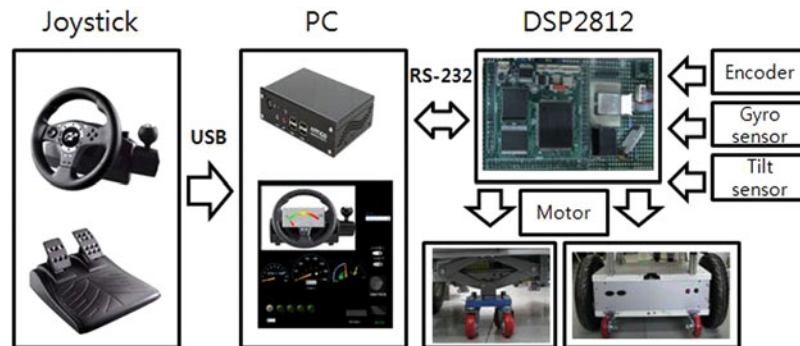 Joystick
PC
DSP2812
USB
RS-232
Encoder
Gyro
sensor
Tilt
sensor
Motor